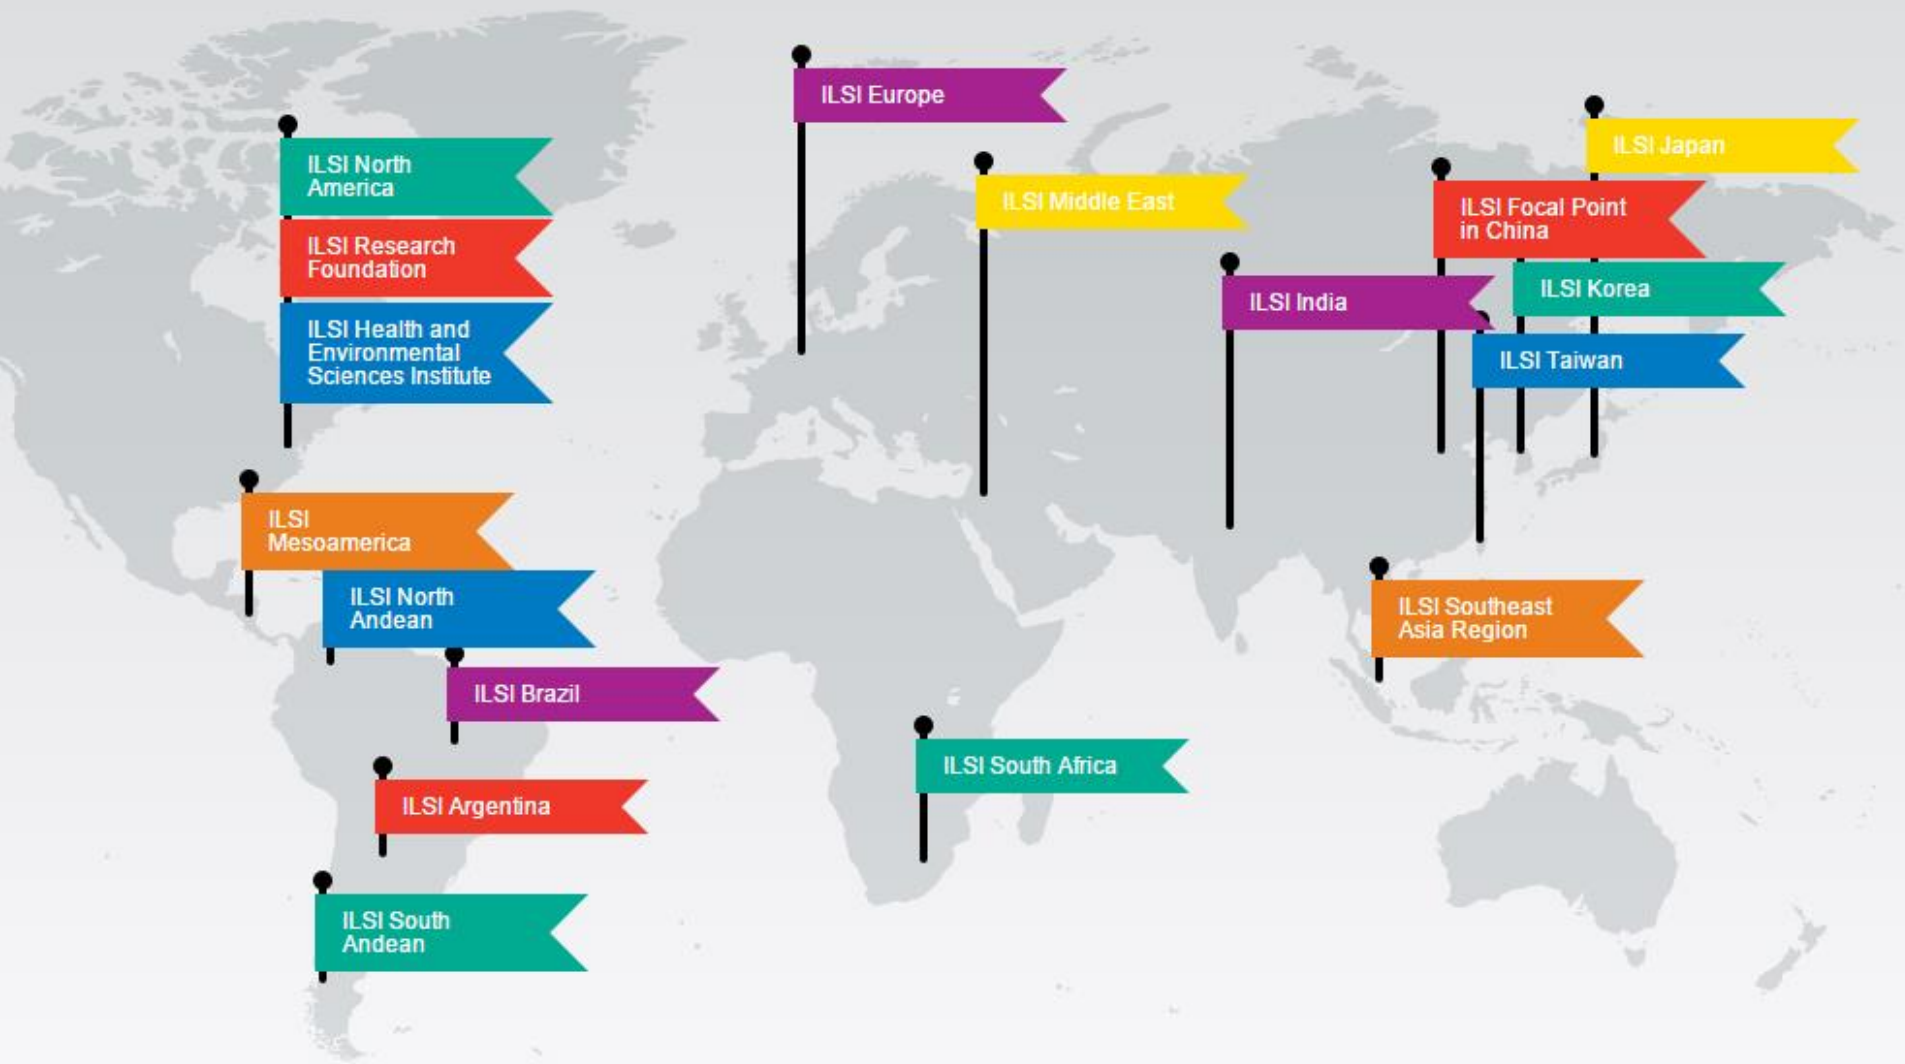 ILSI Europe
ILSI Japan
ILSI North
America
ILSI Middle East
ILSI Focal Point
in China
ILSI Research
Foundation
ILSI Korea
ILSI India
ILSI Health and
Environmental
Sciences Institute
ILSI Taiwan
ILSI
Mesoamerica
ILSI North
Andean
ILSI Southeast
Asia Region
ILSI Brazil
ILSI South Africa
ILSI Argentina
ILSI South
Andean